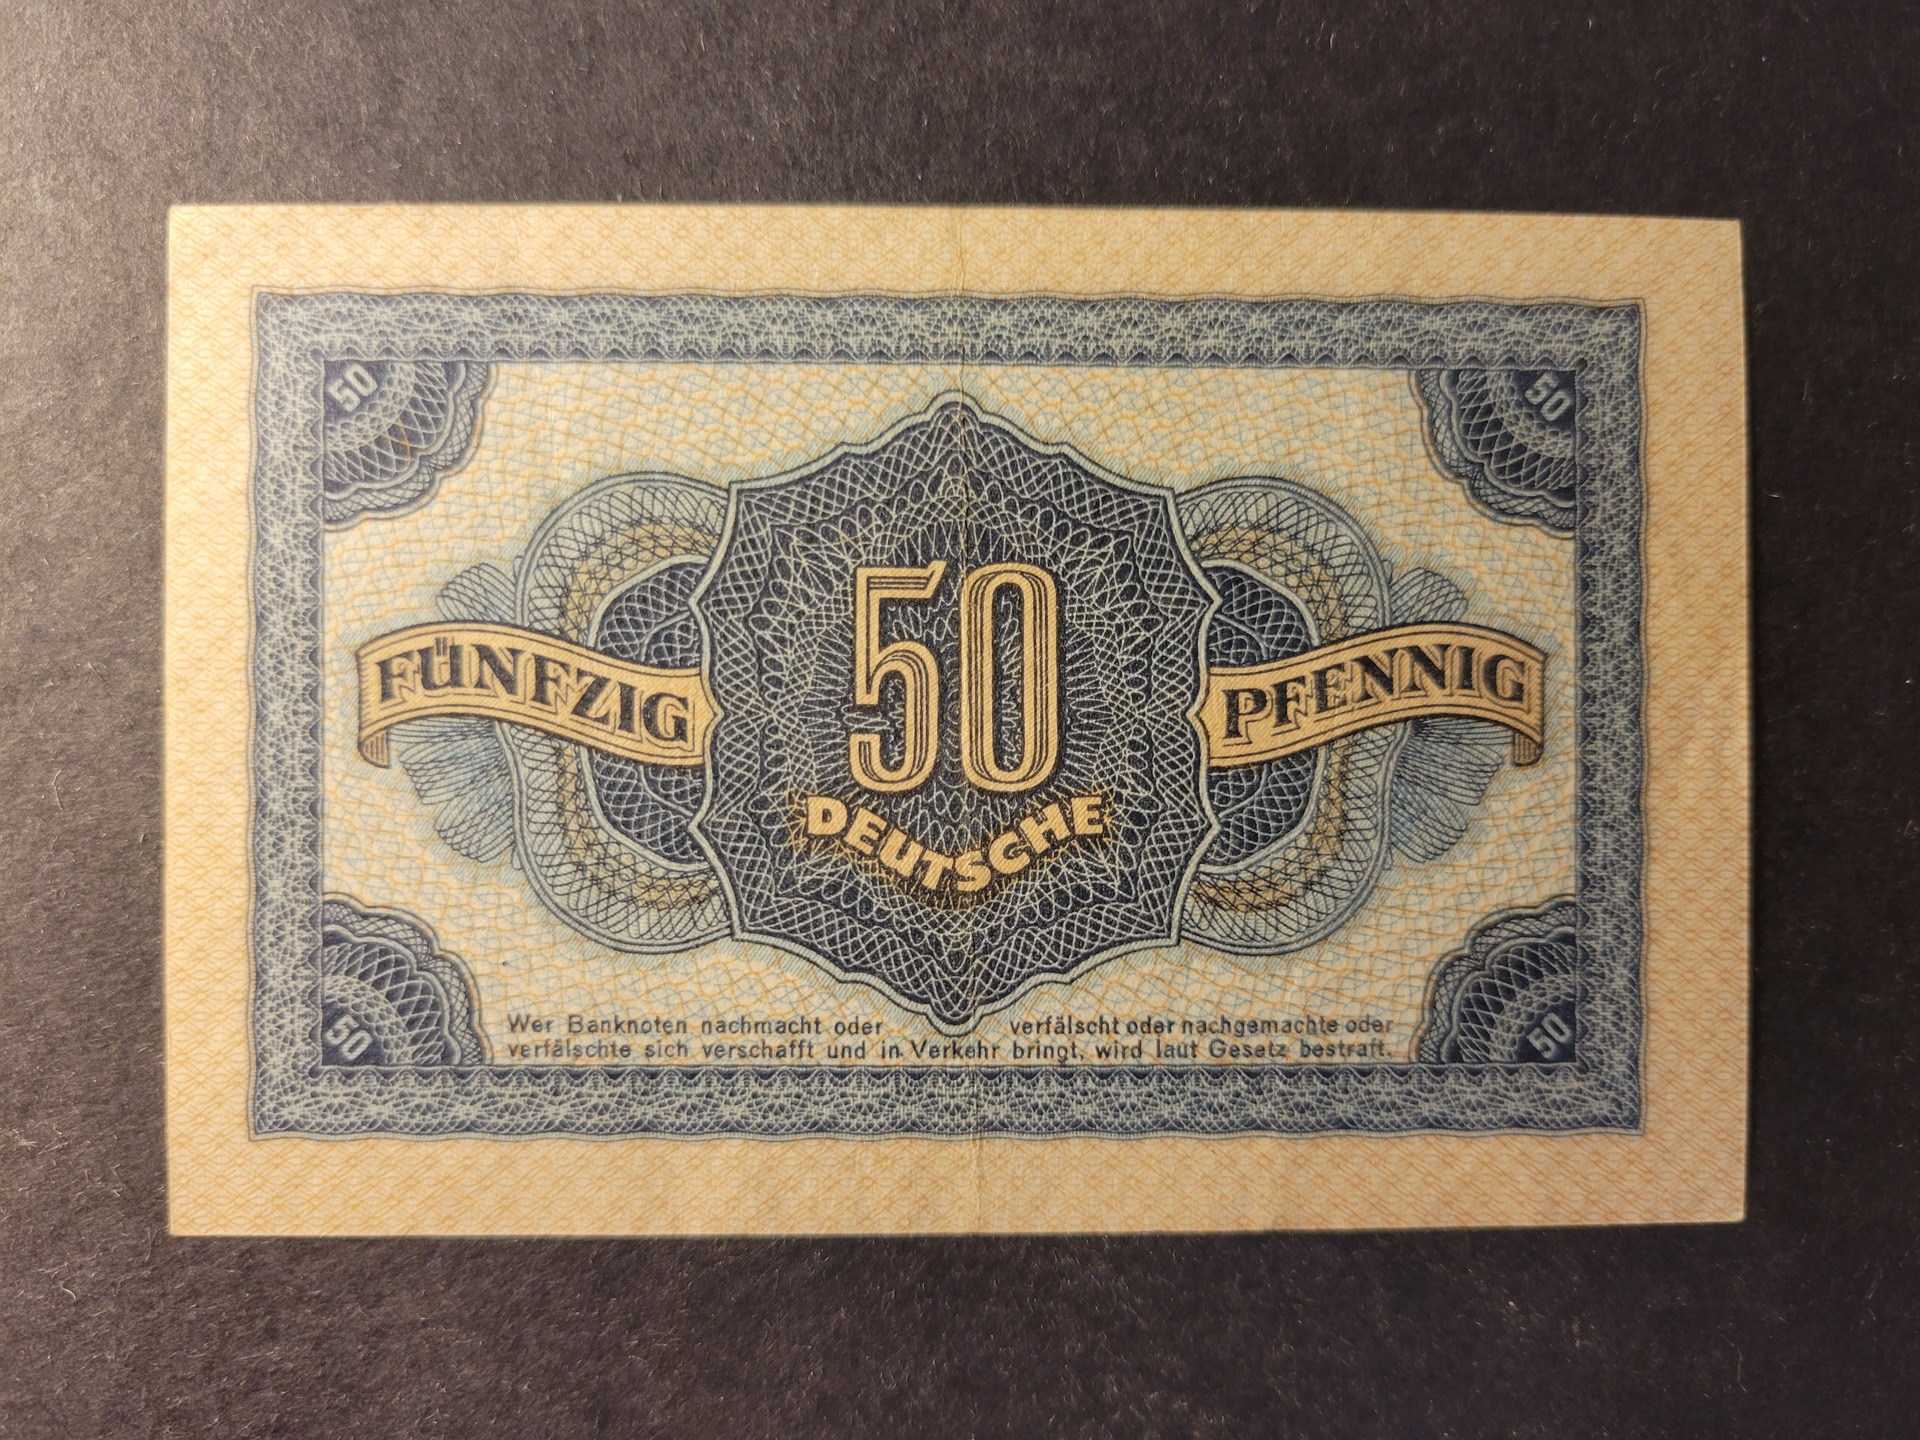 50 50
50
FÜNFZIG PFENNIG
DEUTSCHE
Wer Banknoten nachmacht oder verfälscht oder nachgemachte oder
verfälschte sich verschafft und in Verkehr bringt, wird laut Gesetz bestraft.
50 50